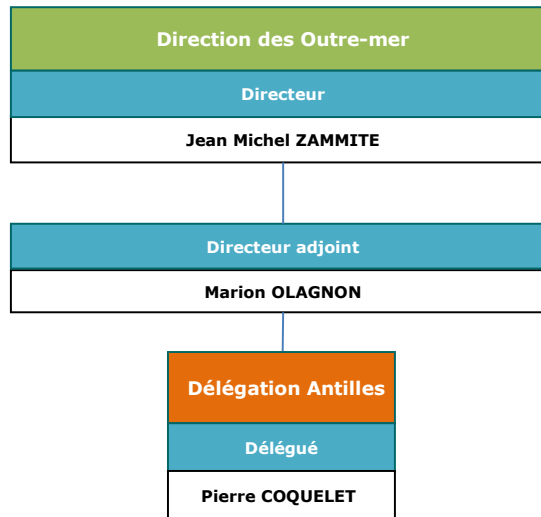 Direction des Outre-mer
Directeur
Jean Michel ZAMMITE
Directeur adjoint
Marion OLAGNON
Délégation Antilles
Délégué
Pierre COQUELET